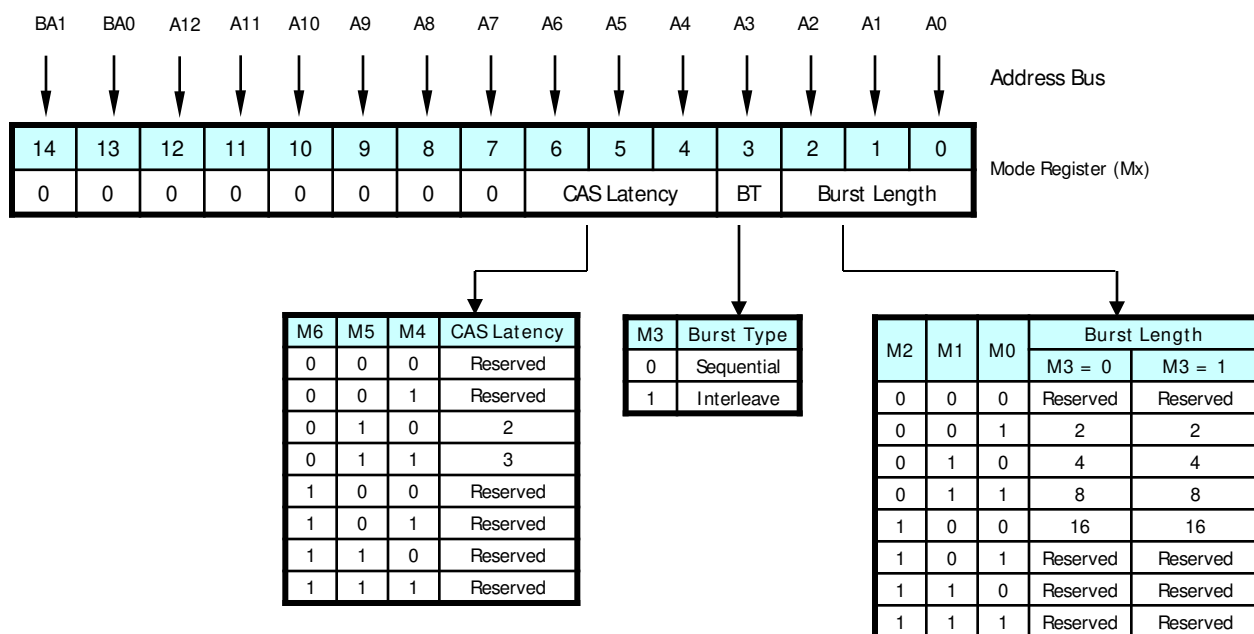 BA1 BA0 A12 A11 A10 A9 A8 A7 A6 A5 A4 A3 A2 A1 A0
Address Bus
14 13 12 11 10 9 8 7 6 5 4 3 2 1 0
Mode Register (Mx)
0 0 0 0 0 0 0 0 CAS Latency BT Burst Length
M6 M5 M4 CAS Latency
0 0 0 Reserved
0 0 1 Reserved
0 1 0 2
0 1 1 3
1 0 0 Reserved
1 0 1 Reserved
1 1 0 Reserved
1 1 1 Reserved
M3 Burst Type
0 Sequential
1 Interleave
M2 M1 M0 Burst Length
M3 = 0 M3 = 1
0 0 0 Reserved Reserved
0 0 1 2 2
0 1 0 4 4
0 1 1 8 8
1 0 0 16 16
1 0 1 Reserved Reserved
1 1 0 Reserved Reserved
1 1 1 Reserved Reserved